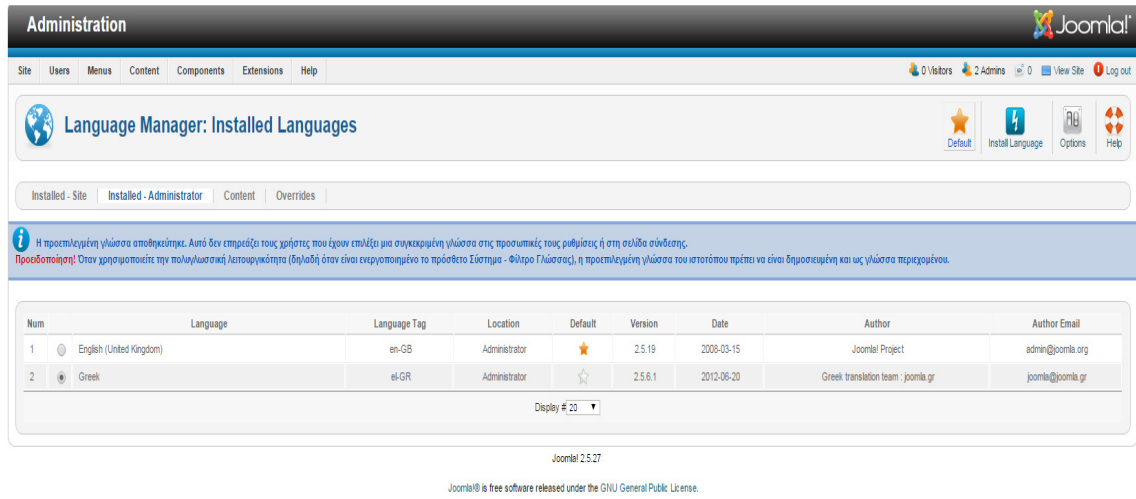 Administration
Joomla!®
Site Users Menus Content Components Extensions Help 0 Visitors 2 Admins 0 View Site Log out
Language Manager: Installed Languages
Default Install Language Options Help
Installed - Site Installed - Administrator Content Overrides
Η προεπιλεγμένη γλώσσα αποθηκεύτηκε. Αυτό δεν επηρεάζει τους χρήστες που έχουν επιλέξει μια συγκεκριμένη γλώσσα στις προσωπικές τους ρυθμίσεις ή στη σελίδα σύνδεσης.
Προειδοποίηση! Όταν χρησιμοποιείτε την πολυγλωσσική λειτουργικότητα (δηλαδή όταν είναι ενεργοποιημένο το πρόσθετο Σύστημα - Φίλτρο Γλώσσας), η προεπιλεγμένη γλώσσα του ιστοτόπου πρέπει να είναι δημοσιευμένη και ως γλώσσα περιεχομένου.
Num Language Language Tag Location Default Version Date Author Author Email
1 English (United Kingdom) en-GB Administrator 2.5.19 2008-03-15 Joomla! Project admin@joomla.org
2 Greek el-GR Administrator 2.5.6.1 2012-06-20 Greek translation team : joomla.gr joomla@joomla.gr
Display # 20
Joomla! 2.5.27
Joomla!® is free software released under the GNU General Public License.